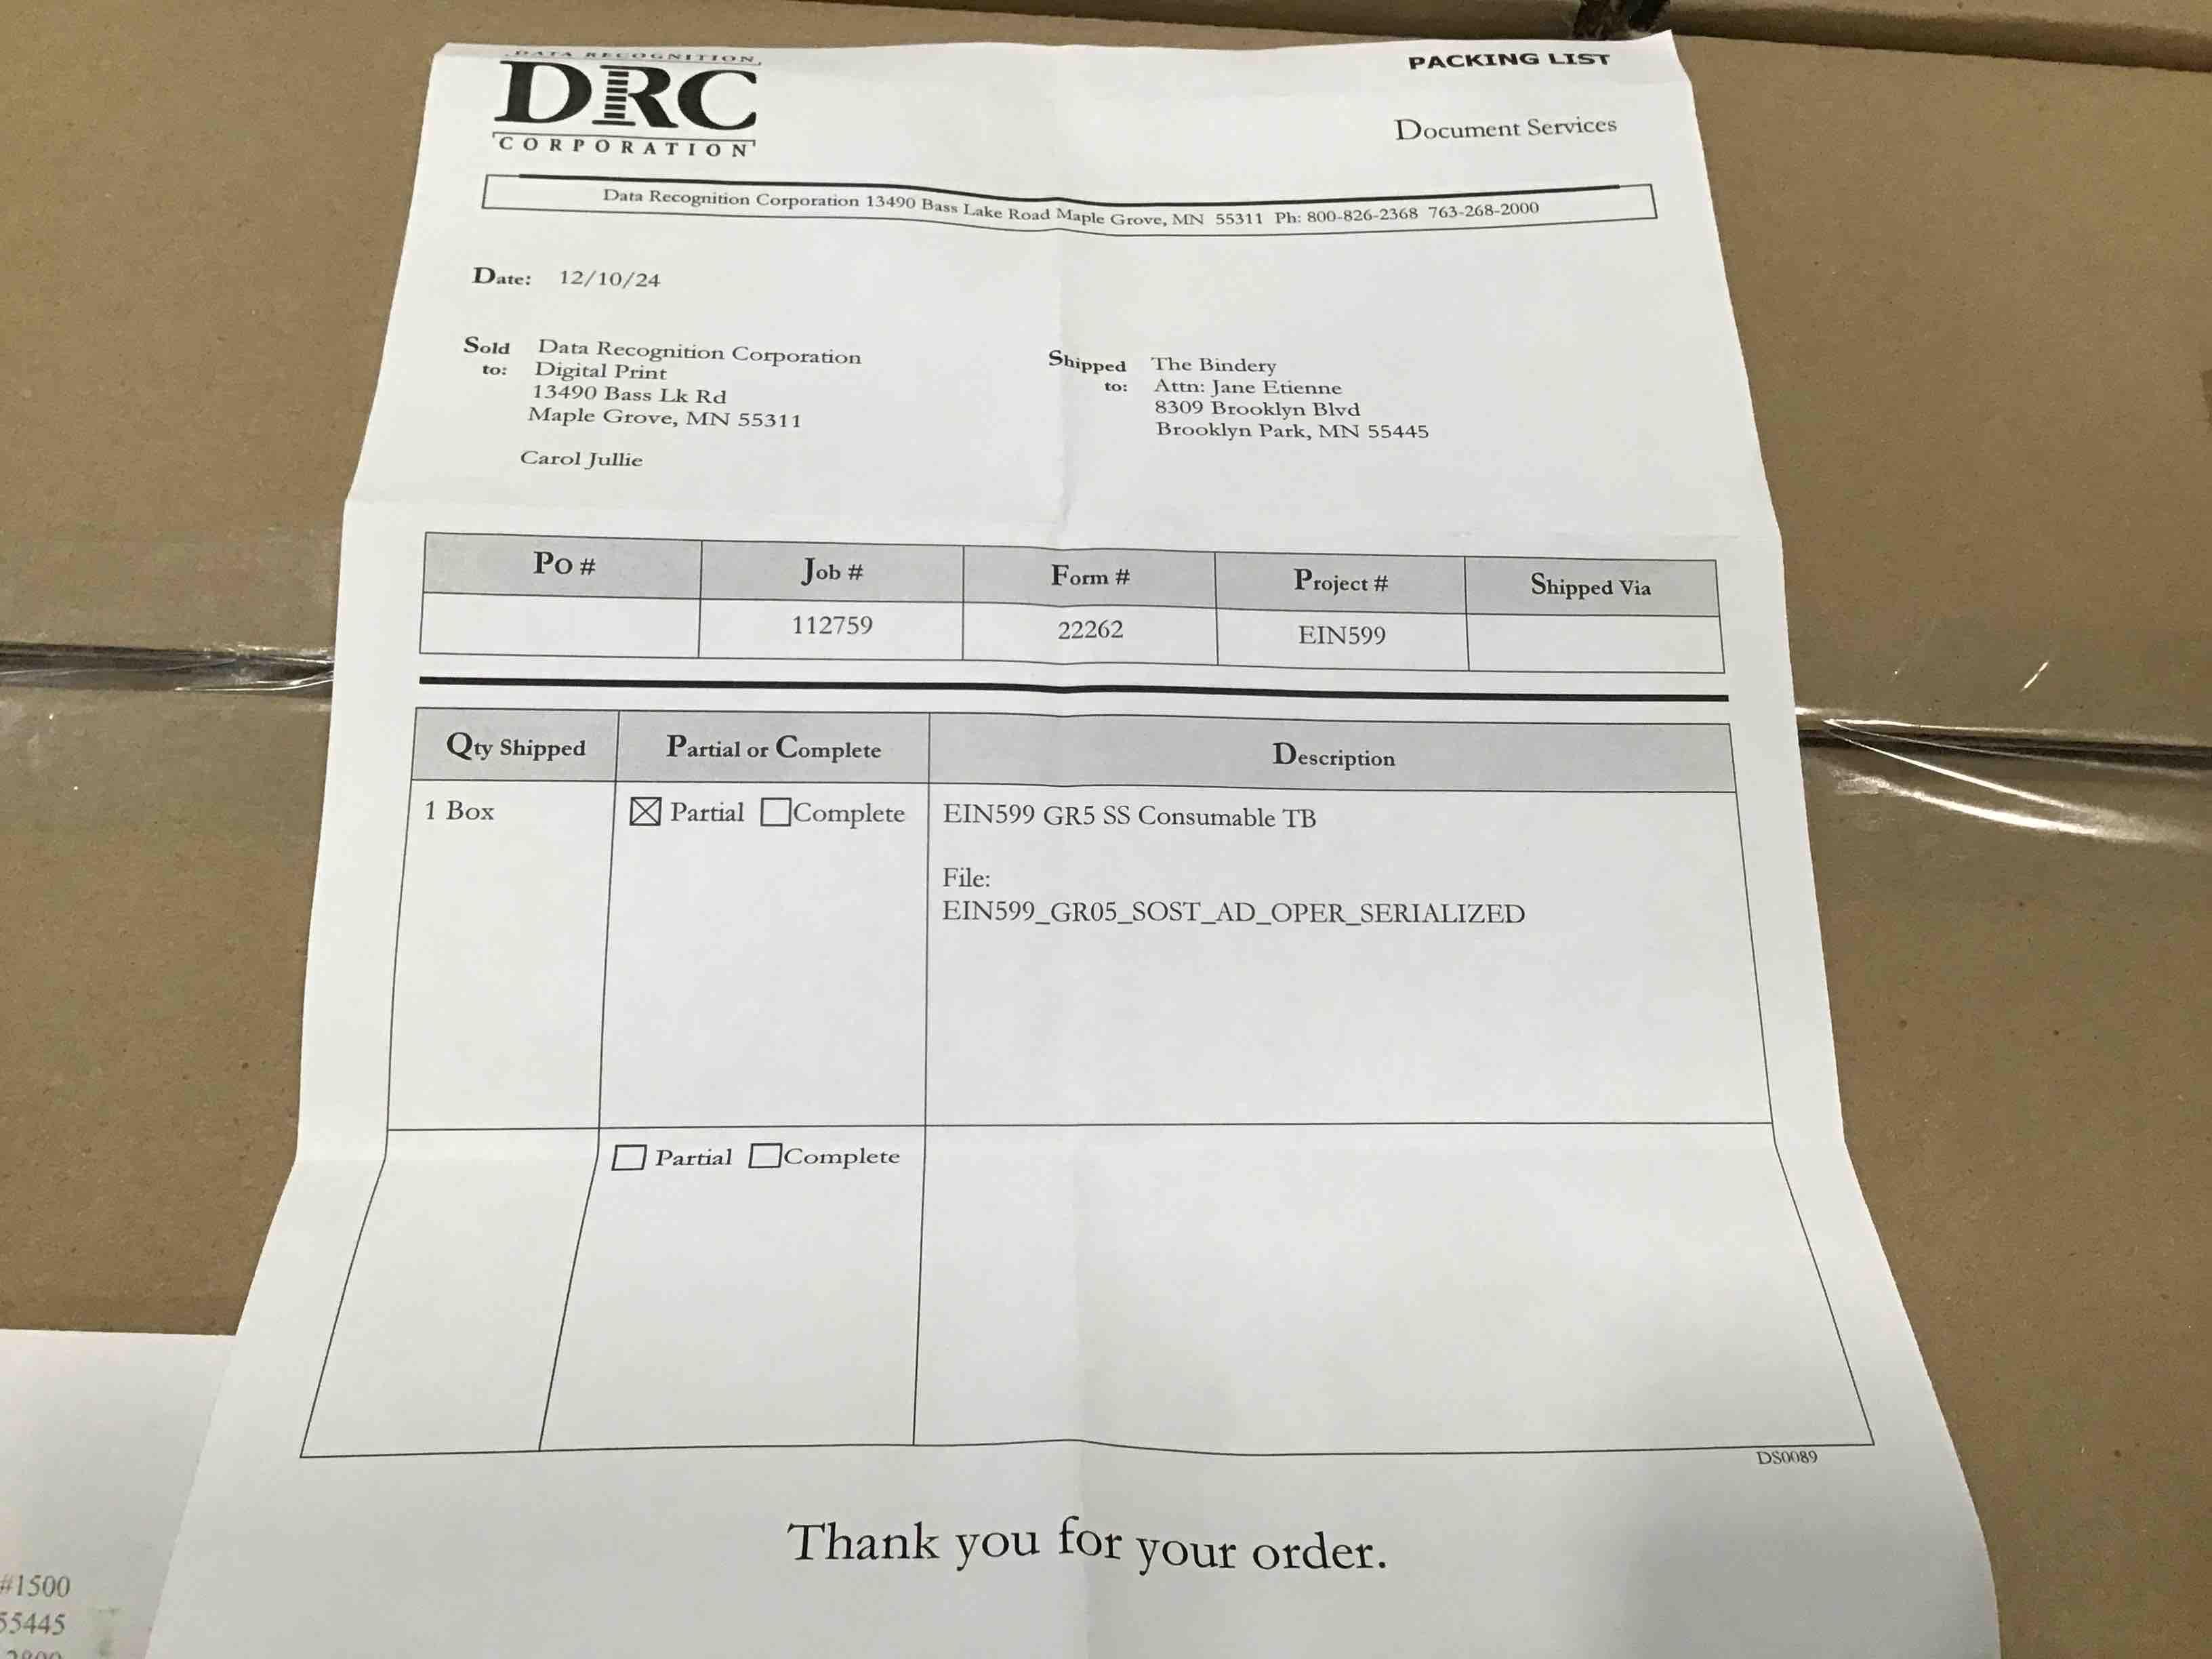 DATA RECOGNITION
DRC
CORPORATION
PACKING LIST
Document Services
Data Recognition Corporation 13490 Bass Lake Road Maple Grove, MN 55311 Ph: 800-826-2368 763-268-2000
Date: 12/10/24
Sold to:
Data Recognition Corporation
Digital Print
13490 Bass Lk Rd
Maple Grove, MN 55311
Carol Jullie
Shipped to:
The Bindery
Attn: Jane Etienne
8309 Brooklyn Blvd
Brooklyn Park, MN 55445
Po # Job # Form # Project # Shipped Via
112759 22262 EIN599
Qty Shipped Partial or Complete Description
1 Box Partial Complete EIN599 GR5 SS Consumable TB
File:
EIN599_GR05_SOST_AD_OPER_SERIALIZED
Partial Complete
DS0089
Thank you for your order.
#1500
55445